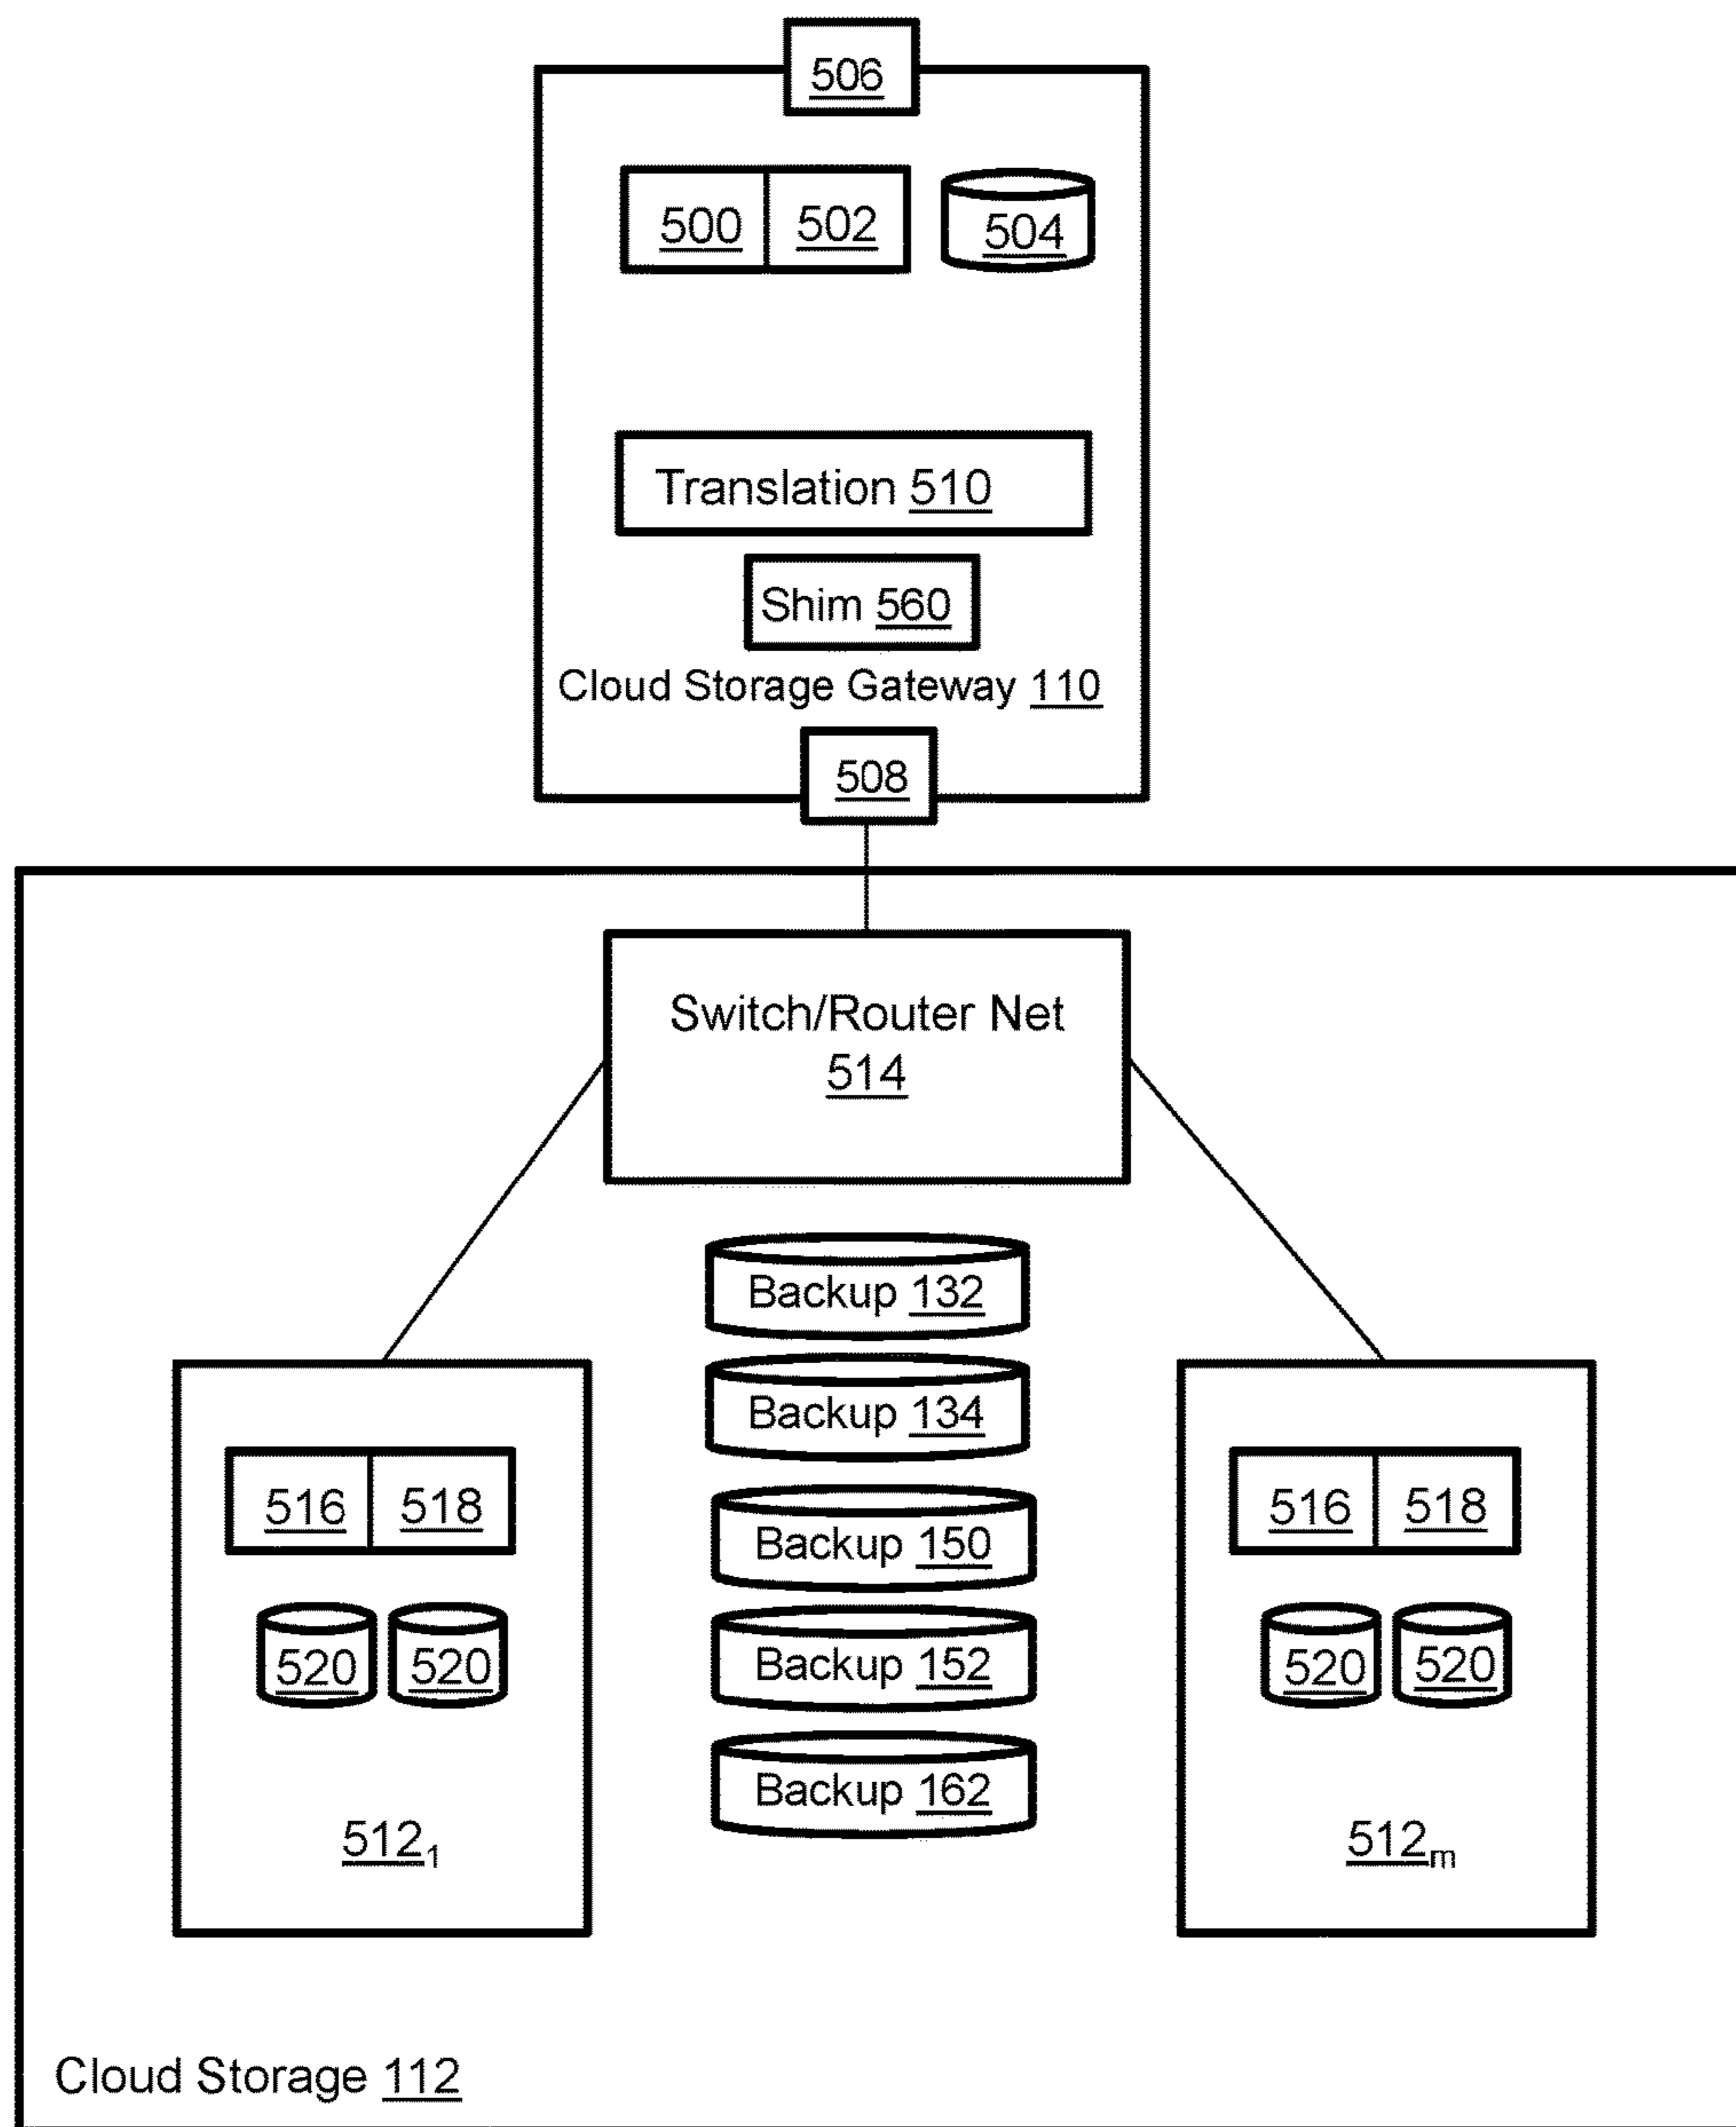 506
500 502 504
Translation 510
Shim 560
Cloud Storage Gateway 110
508
Switch/Router Net
514
Backup 132
Backup 134
516 518
Backup 150
516 518
520 520
Backup 152
520 520
Backup 162
512₁
512ₘ
Cloud Storage 112